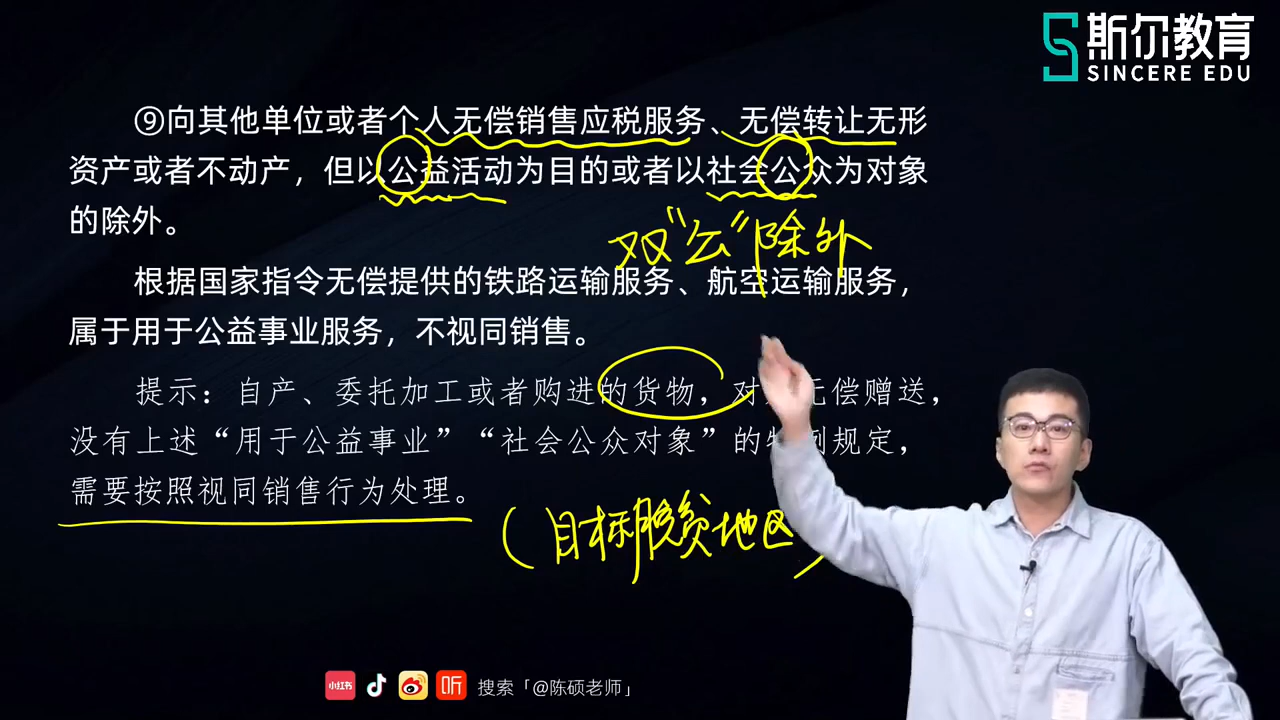 斯尔教育
SINCERE EDU
⑨向其他单位或者个人无偿销售应税服务、无偿转让无形
资产或者不动产，但以公益活动为目的或者以社会公众为对象
的除外。
双“公”除外
根据国家指令无偿提供的铁路运输服务、航空运输服务，
属于用于公益事业服务，不视同销售。
提示：自产、委托加工或者购进的货物，对 无偿赠送，
没有上述“用于公益事业”“社会公众对象”的特例规定，
需要按照视同销售行为处理。
（目标脱贫地区）
小红书
听
搜索「@陈硕老师」